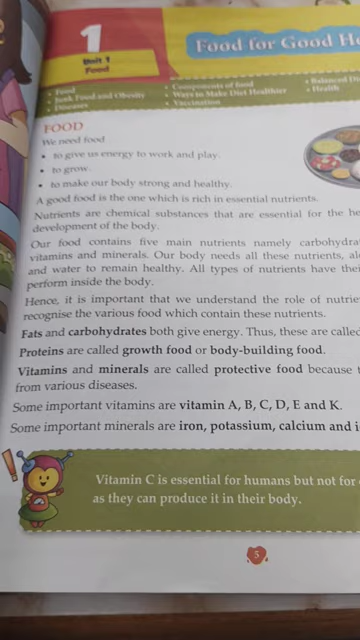 1
Unit 1
Food
Food for Good He
• Food
• Junk Food and Obesity
• Diseases
• Components of food
• Ways to Make Diet Healthier
• Vaccination
• Balanced Di
• Health
FOOD
We need food
• to give us energy to work and play.
• to grow.
• to make our body strong and healthy.
A good food is the one which is rich in essential nutrients.
Nutrients are chemical substances that are essential for the he
development of the body.
Our food contains five main nutrients namely carbohydra
vitamins and minerals. Our body needs all these nutrients, al
and water to remain healthy. All types of nutrients have thei
perform inside the body.
Hence, it is important that we understand the role of nutrie
recognise the various food which contain these nutrients.
Fats and carbohydrates both give energy. Thus, these are called
Proteins are called growth food or body-building food.
Vitamins and minerals are called protective food because t
from various diseases.
Some important vitamins are vitamin A, B, C, D, E and K.
Some important minerals are iron, potassium, calcium and i
Vitamin C is essential for humans but not for
as they can produce it in their body.
5